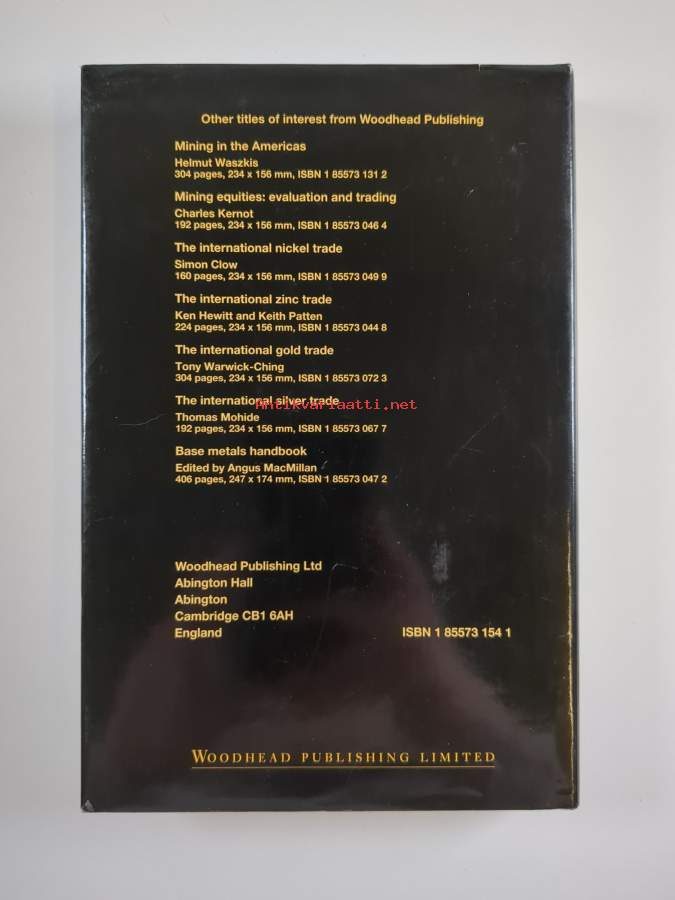 Other titles of interest from Woodhead Publishing
Mining in the Americas
Helmut Waszkis
304 pages, 234 x 156 mm, ISBN 1 85573 131 2
Mining equities: evaluation and trading
Charles Kernot
192 pages, 234 x 156 mm, ISBN 1 85573 046 4
The international nickel trade
Simon Clow
160 pages, 234 x 156 mm, ISBN 1 85573 049 9
The international zinc trade
Ken Hewitt and Keith Patten
224 pages, 234 x 156 mm, ISBN 1 85573 044 8
The international gold trade
Tony Warwick-Ching
304 pages, 234 x 156 mm, ISBN 1 85573 072 3
The international silver trade
Antikvariaatti.net
Thomas Mohide
192 pages, 234 x 156 mm, ISBN 1 85573 067 7
Base metals handbook
Edited by Angus MacMillan
406 pages, 247 x 174 mm, ISBN 1 85573 047 2
Woodhead Publishing Ltd
Abington Hall
Abington
Cambridge CB1 6AH
England ISBN 1 85573 154 1
WOODHEAD PUBLISHING LIMITED